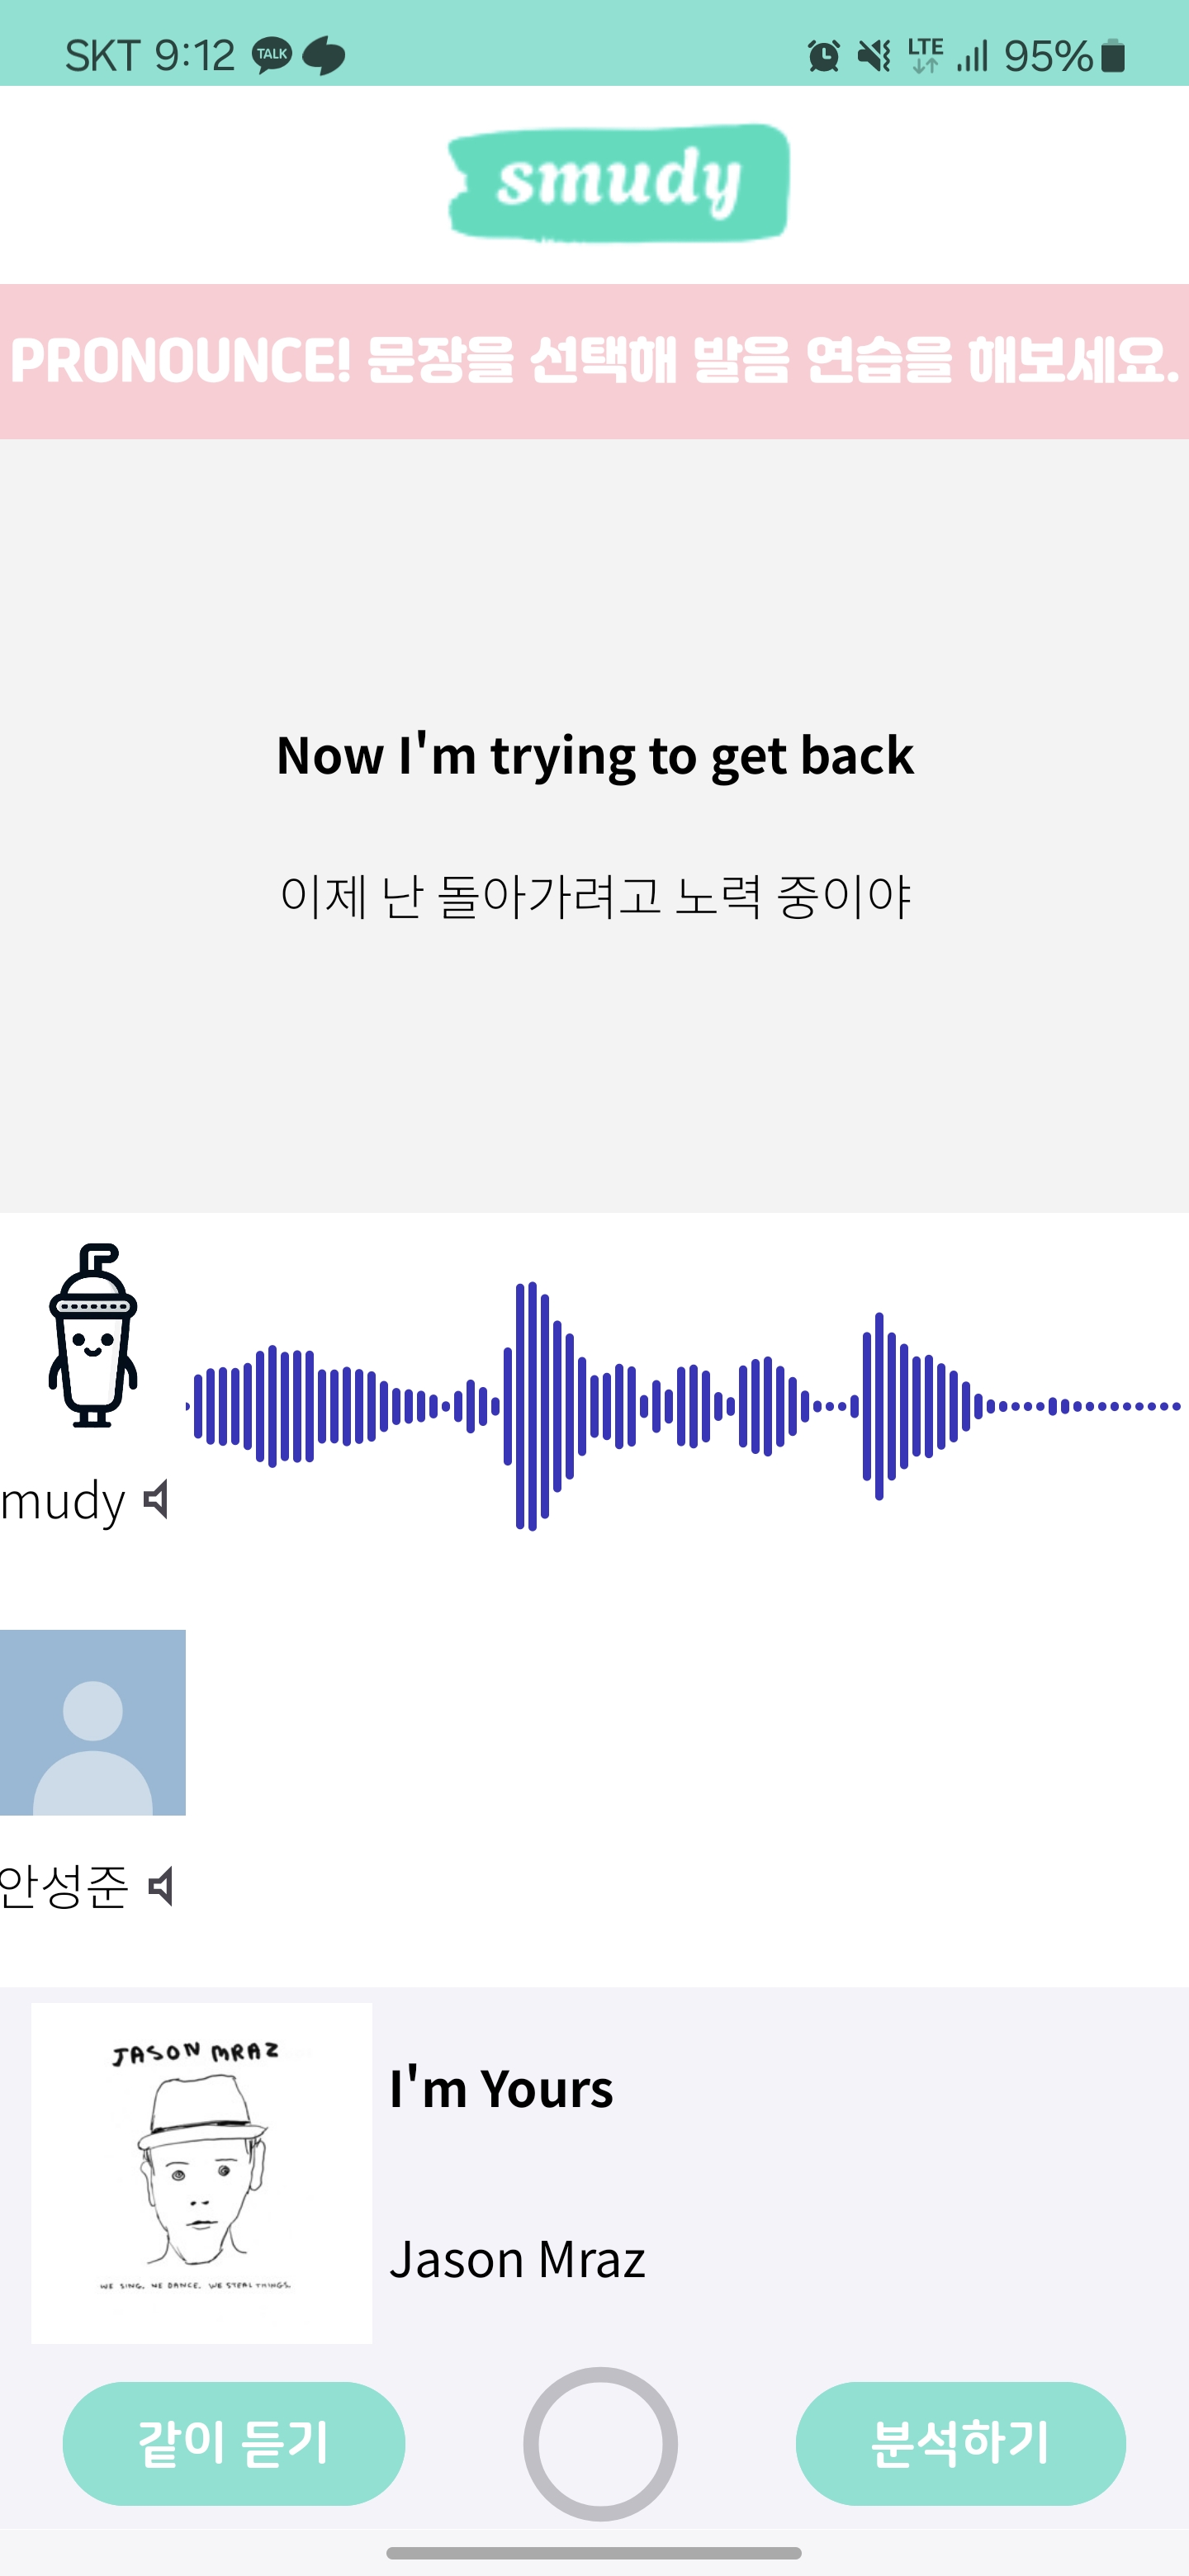 SKT 9:12 TALK LTE 95%
smudy
PRONOUNCE! 문장을 선택해 발음 연습을 해보세요.
Now I'm trying to get back
이제 난 돌아가려고 노력 중이야
mudy
안성준
JASON MRAZ
WE SING. WE DANCE. WE STEAL THINGS.
I'm Yours
Jason Mraz
같이 듣기
분석하기